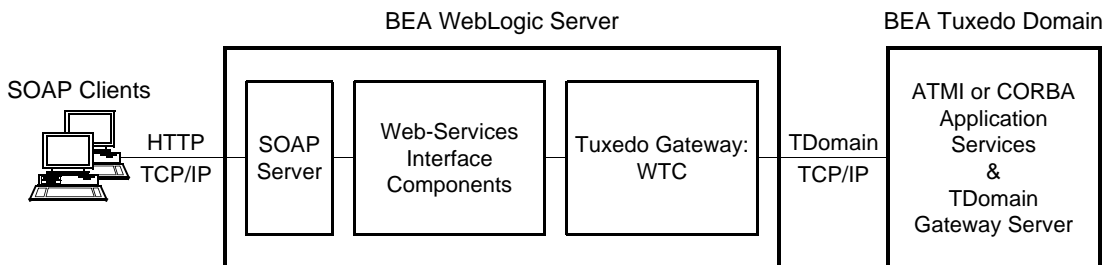 BEA WebLogic Server
BEA Tuxedo Domain
SOAP Clients
HTTP
TCP/IP
SOAP
Server
Web-Services
Interface
Components
Tuxedo Gateway:
WTC
TDomain
TCP/IP
ATMI or CORBA
Application
Services
&
TDomain
Gateway Server